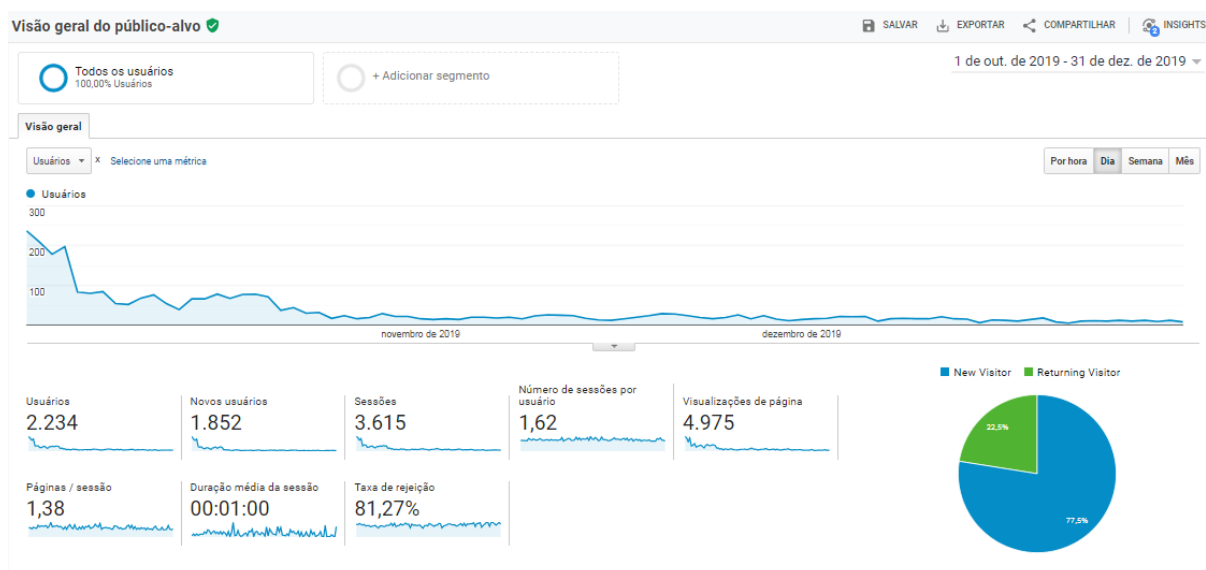 Visão geral do público-alvo
SALVAR
EXPORTAR
COMPARTILHAR
2
INSIGHTS
Todos os usuários
100,00% Usuários
+ Adicionar segmento
1 de out. de 2019 - 31 de dez. de 2019
Visão geral
Usuários
x
Selecione uma métrica
Por hora
Dia
Semana
Mês
Usuários
300
200
100
novembro de 2019
dezembro de 2019
New Visitor
Returning Visitor
Usuários
2.234
Novos usuários
1.852
Sessões
3.615
Número de sessões por
usuário
1,62
Visualizações de página
4.975
Páginas / sessão
1,38
Duração média da sessão
00:01:00
Taxa de rejeição
81,27%
22,5%
77,5%